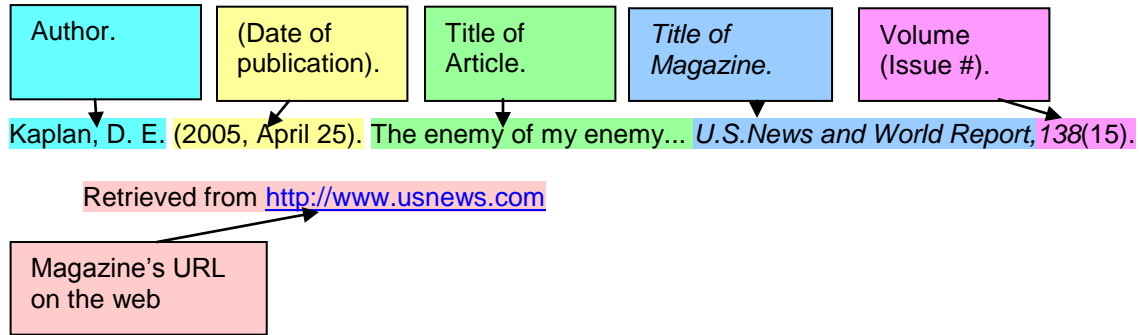 Author.
(Date of
publication).
Title of
Article.
Title of
Magazine.
Volume
(Issue #).
Kaplan, D. E. (2005, April 25). The enemy of my enemy... U.S.News and World Report,138(15).
Retrieved from http://www.usnews.com
Magazine's URL
on the web